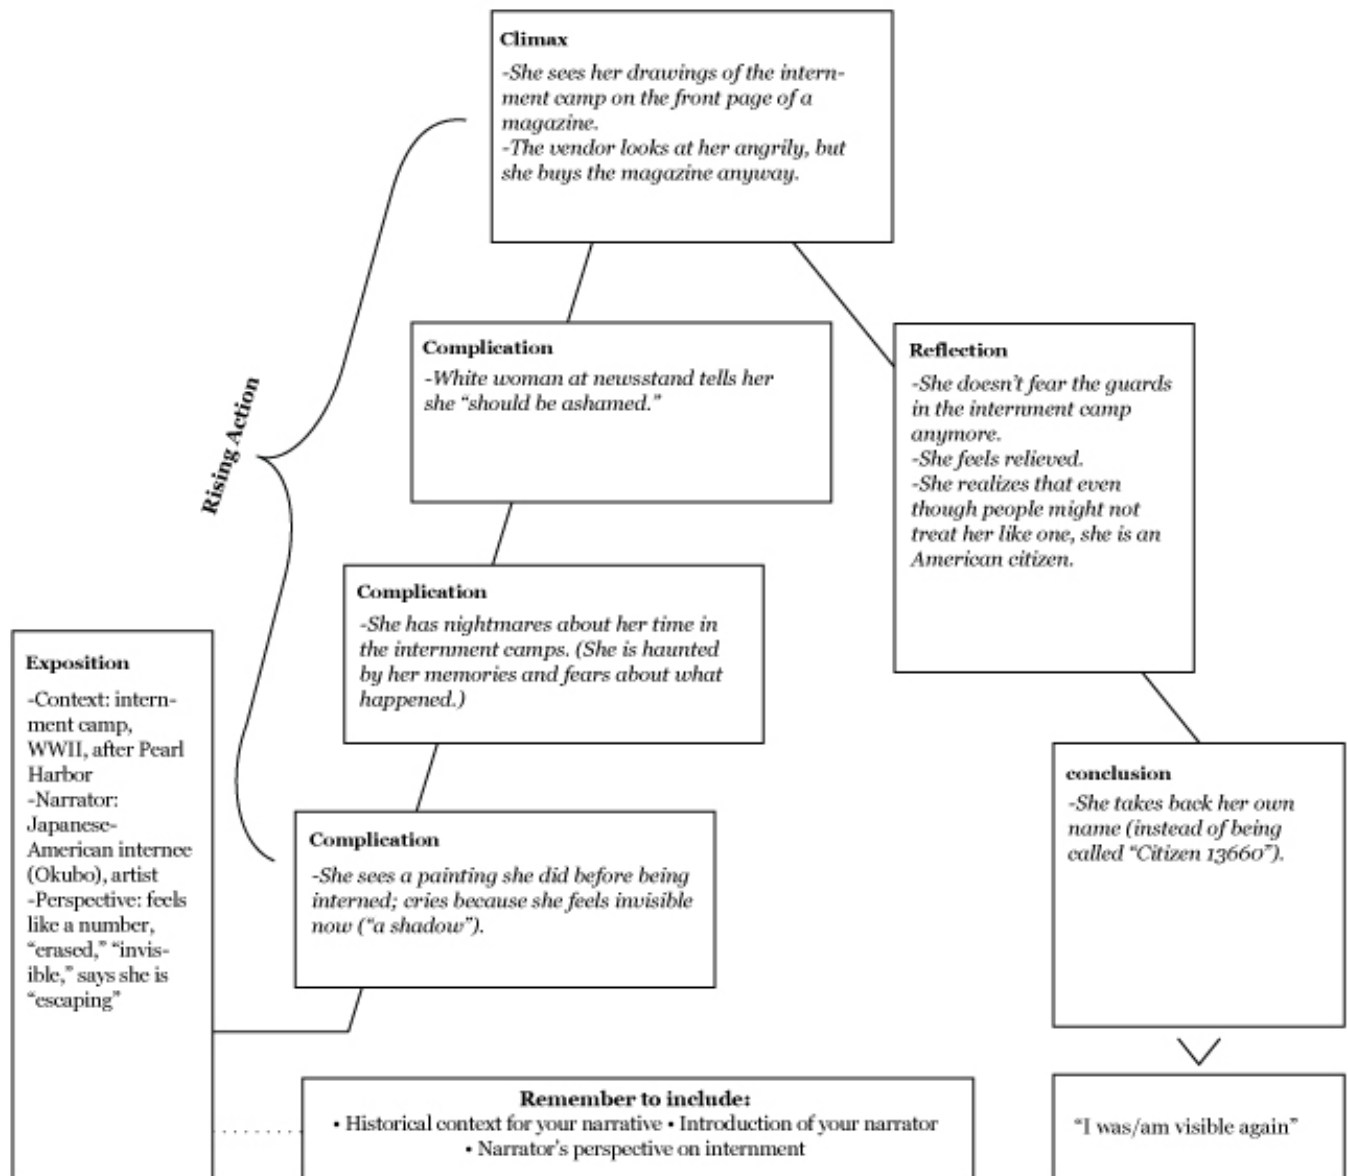 Climax
-She sees her drawings of the intern-
ment camp on the front page of a
magazine.
-The vendor looks at her angrily, but
she buys the magazine anyway.
Rising Action
Complication
-White woman at newsstand tells her
she “should be ashamed.”
Complication
-She has nightmares about her time in
the internment camps. (She is haunted
by her memories and fears about what
happened.)
Complication
-She sees a painting she did before being
interned; cries because she feels invisible
now (“a shadow”).
Exposition
-Context: intern-
ment camp,
WWII, after Pearl
Harbor
-Narrator:
Japanese-
American internee
(Okubo), artist
-Perspective: feels
like a number,
“erased,” “invis-
ible,” says she is
“escaping”
Reflection
-She doesn’t fear the guards
in the internment camp
anymore.
-She feels relieved.
-She realizes that even
though people might not
treat her like one, she is an
American citizen.
conclusion
-She takes back her own
name (instead of being
called “Citizen 13660”).
“I was/am visible again”
Remember to include:
• Historical context for your narrative • Introduction of your narrator
• Narrator’s perspective on internment